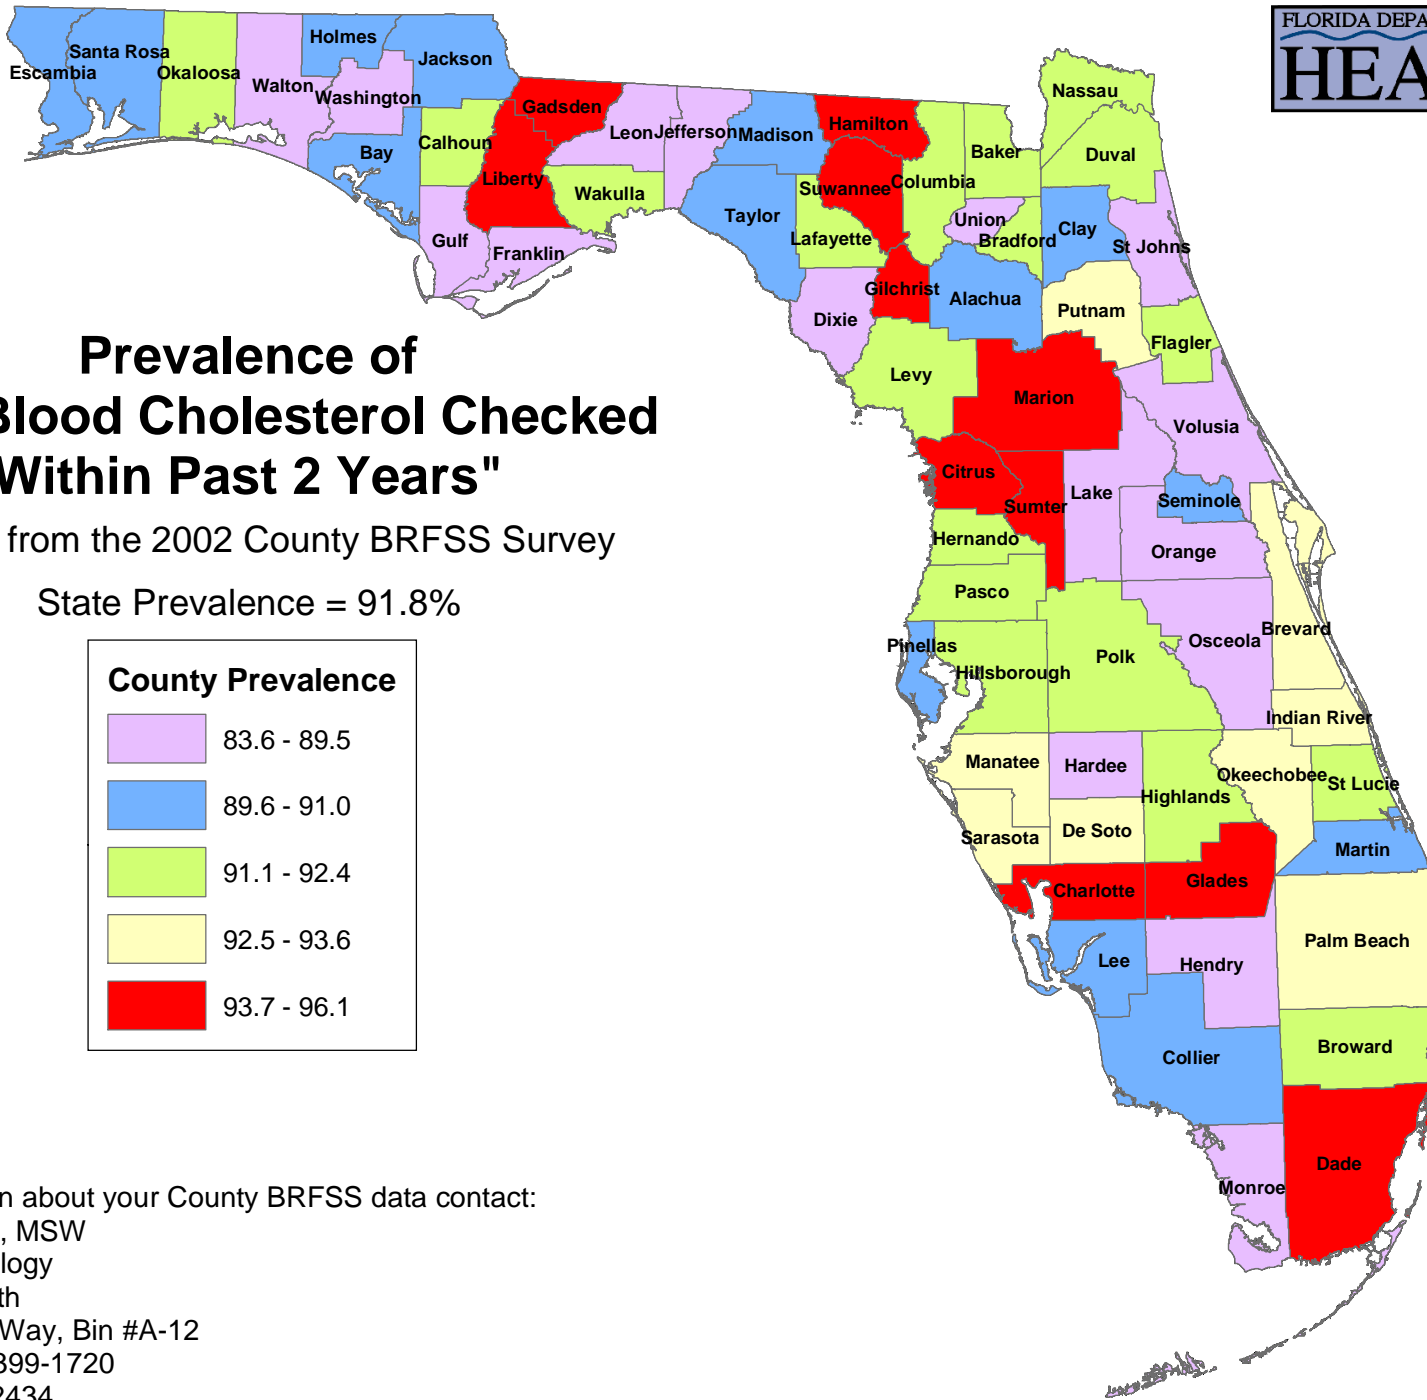 FLORIDA DEPA
HEA
Escambia
Santa Rosa
Okaloosa
Walton
Holmes
Washington
Jackson
Bay
Calhoun
Gulf
Gadsden
Liberty
Franklin
Leon
Wakulla
Jefferson
Madison
Taylor
Hamilton
Suwannee
Lafayette
Dixie
Columbia
Gilchrist
Baker
Union
Bradford
Alachua
Nassau
Duval
Clay
St Johns
Putnam
Flagler
Levy
Marion
Volusia
Citrus
Sumter
Lake
Seminole
Orange
Hernando
Pasco
Pinellas
Hillsborough
Polk
Osceola
Brevard
Indian River
Manatee
Hardee
Highlands
Okeechobee
St Lucie
Sarasota
De Soto
Martin
Charlotte
Glades
Lee
Hendry
Palm Beach
Collier
Broward
Monroe
Dade
Prevalence of
Blood Cholesterol Checked
Within Past 2 Years"
from the 2002 County BRFSS Survey
State Prevalence = 91.8%
County Prevalence
83.6 - 89.5
89.6 - 91.0
91.1 - 92.4
92.5 - 93.6
93.7 - 96.1
n about your County BRFSS data contact:
, MSW
logy
th
Way, Bin #A-12
399-1720
2434